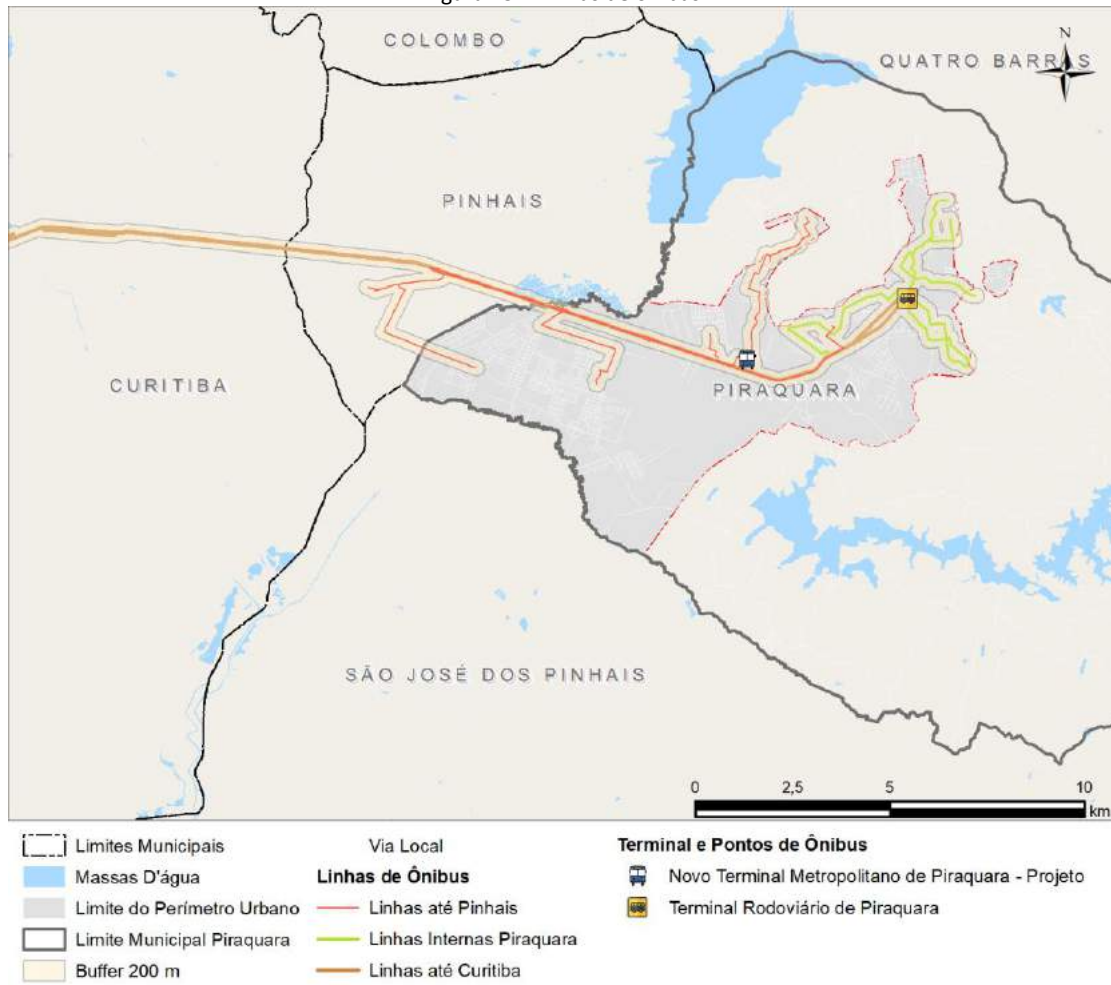 COLOMBO
N
QUATRO BARRAS
PINHAIS
CURITIBA
PIRAQUARA
SÃO JOSÉ DOS PINHAIS
0 2,5 5 10
km
Limites Municipais
Massas D'água
Limite do Perímetro Urbano
Limite Municipal Piraquara
Buffer 200 m
Via Local
Linhas de Ônibus
Linhas até Pinhais
Linhas Internas Piraquara
Linhas até Curitiba
Terminal e Pontos de Ônibus
Novo Terminal Metropolitano de Piraquara - Projeto
Terminal Rodoviário de Piraquara